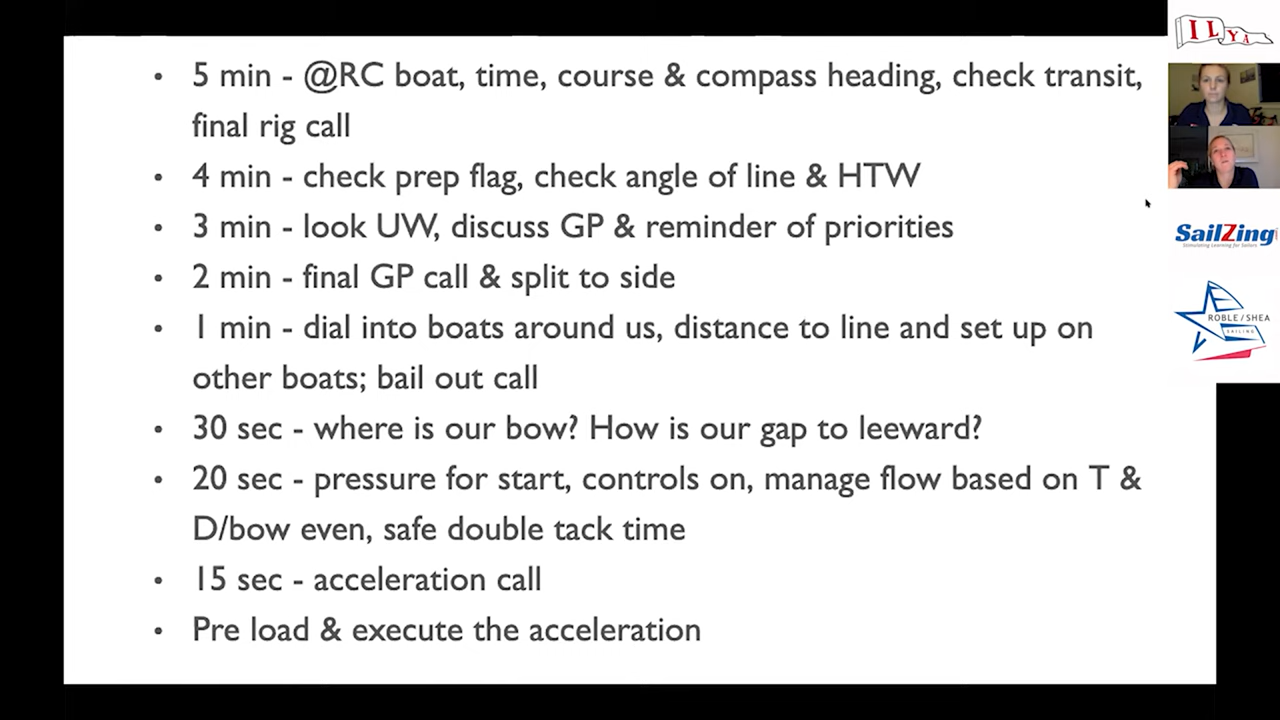 • 5 min - @RC boat, time, course & compass heading, check transit,
final rig call
• 4 min - check prep flag, check angle of line & HTW
• 3 min - look UW, discuss GP & reminder of priorities
• 2 min - final GP call & split to side
• 1 min - dial into boats around us, distance to line and set up on
other boats; bail out call
• 30 sec - where is our bow? How is our gap to leeward?
• 20 sec - pressure for start, controls on, manage flow based on T &
D/bow even, safe double tack time
• 15 sec - acceleration call
• Pre load & execute the acceleration
ILYA
SailZing
Stimulating Learning for Sailors
ROBLE/SHEA
SAILING